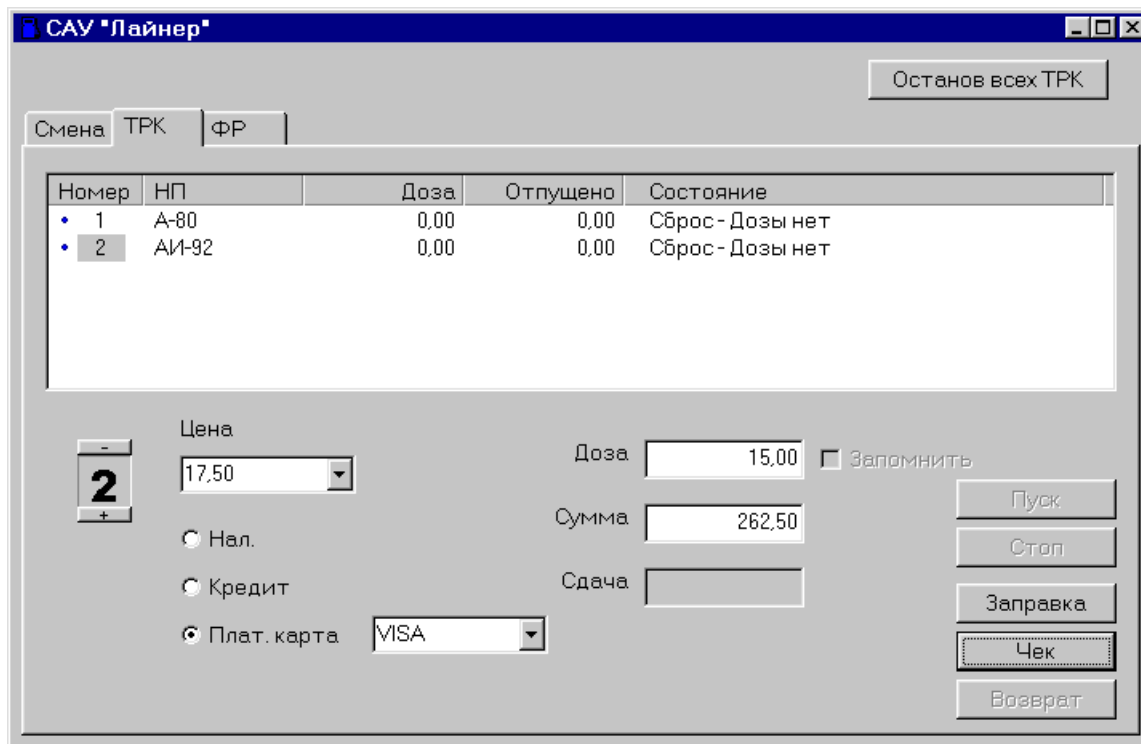 САУ "Лайнер"
Останов всех ТРК
Смена ТРК ФР
Номер НП Доза Отпущено Состояние
1 А-80 0,00 0,00 Сброс - Дозы нет
2 АИ-92 0,00 0,00 Сброс - Дозы нет
Цена
Доза 15,00 Запомнить
-
2
+
17,50
Пуск
Сумма 262,50
Нал.
Стоп
Сдача
Кредит
Заправка
Плат. карта VISA
Чек
Возврат